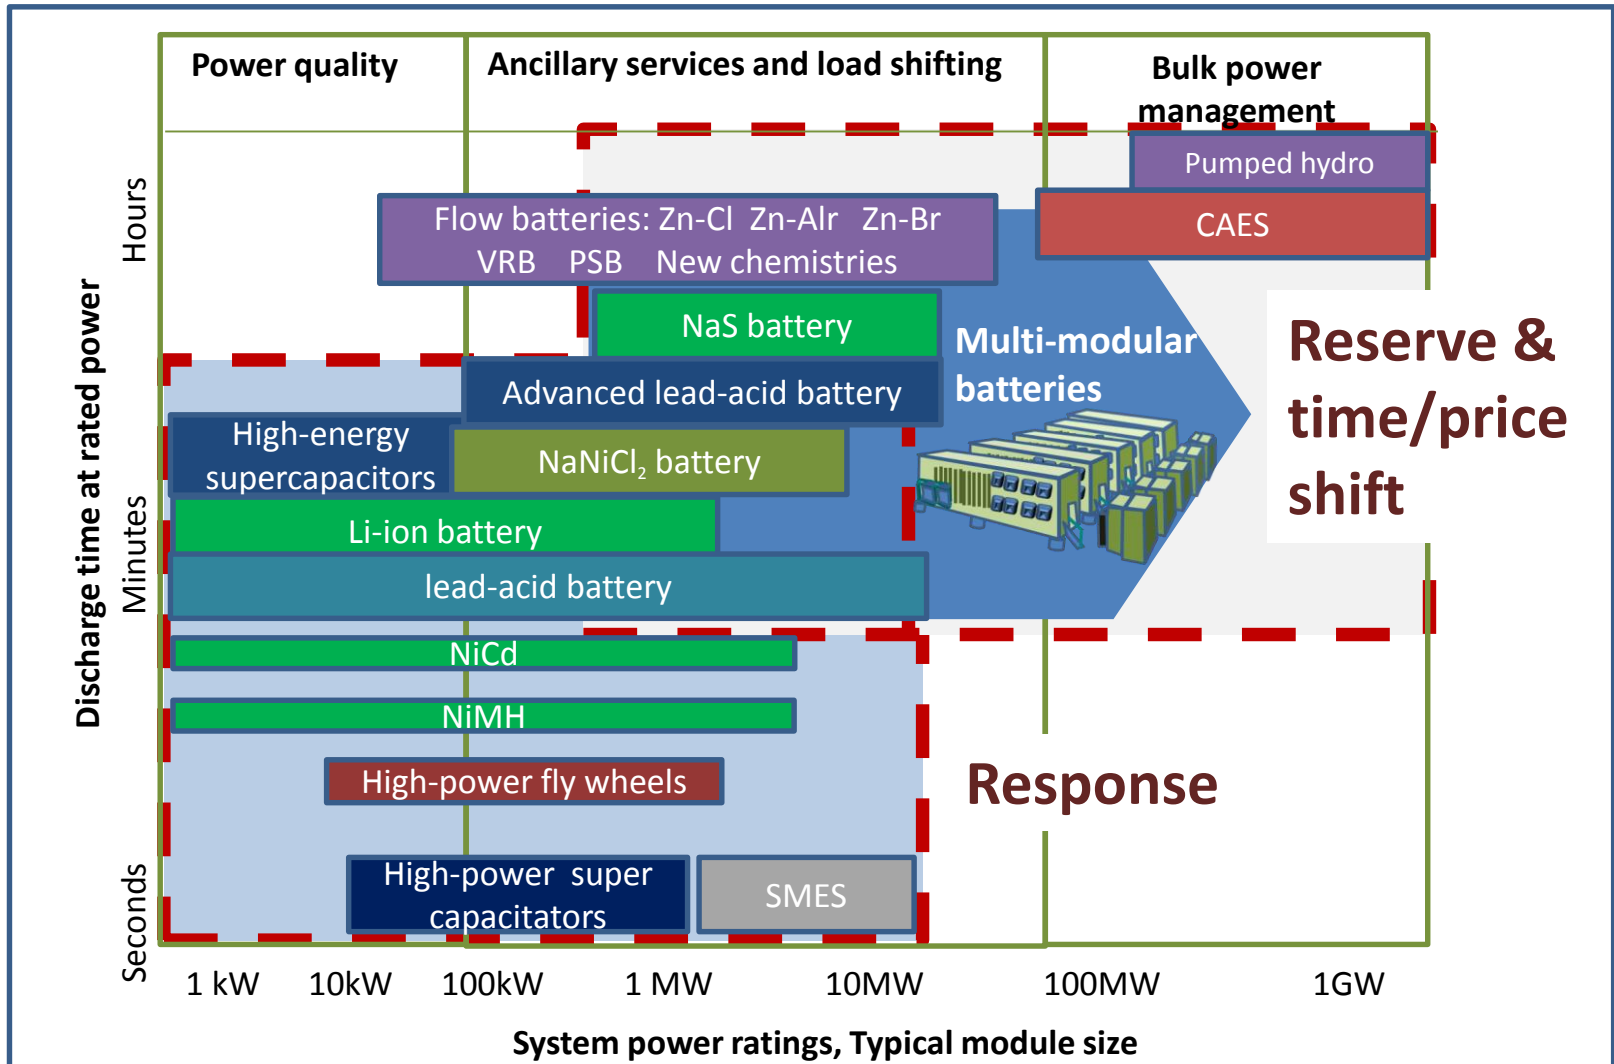 Power quality
Ancillary services and load shifting
Bulk power
management
Pumped hydro
Flow batteries: Zn-Cl Zn-Alr Zn-Br
VRB PSB New chemistries
CAES
NaS battery
Multi-modular
batteries
Reserve &
time/price
shift
Advanced lead-acid battery
High-energy
supercapacitors
NaNiCl₂ battery
Li-ion battery
lead-acid battery
NiCd
NiMH
High-power fly wheels
Response
High-power super
capacitators
SMES
Discharge time at rated power
Hours
Minutes
Seconds
1 kW 10kW 100kW 1 MW 10MW 100MW 1GW
System power ratings, Typical module size